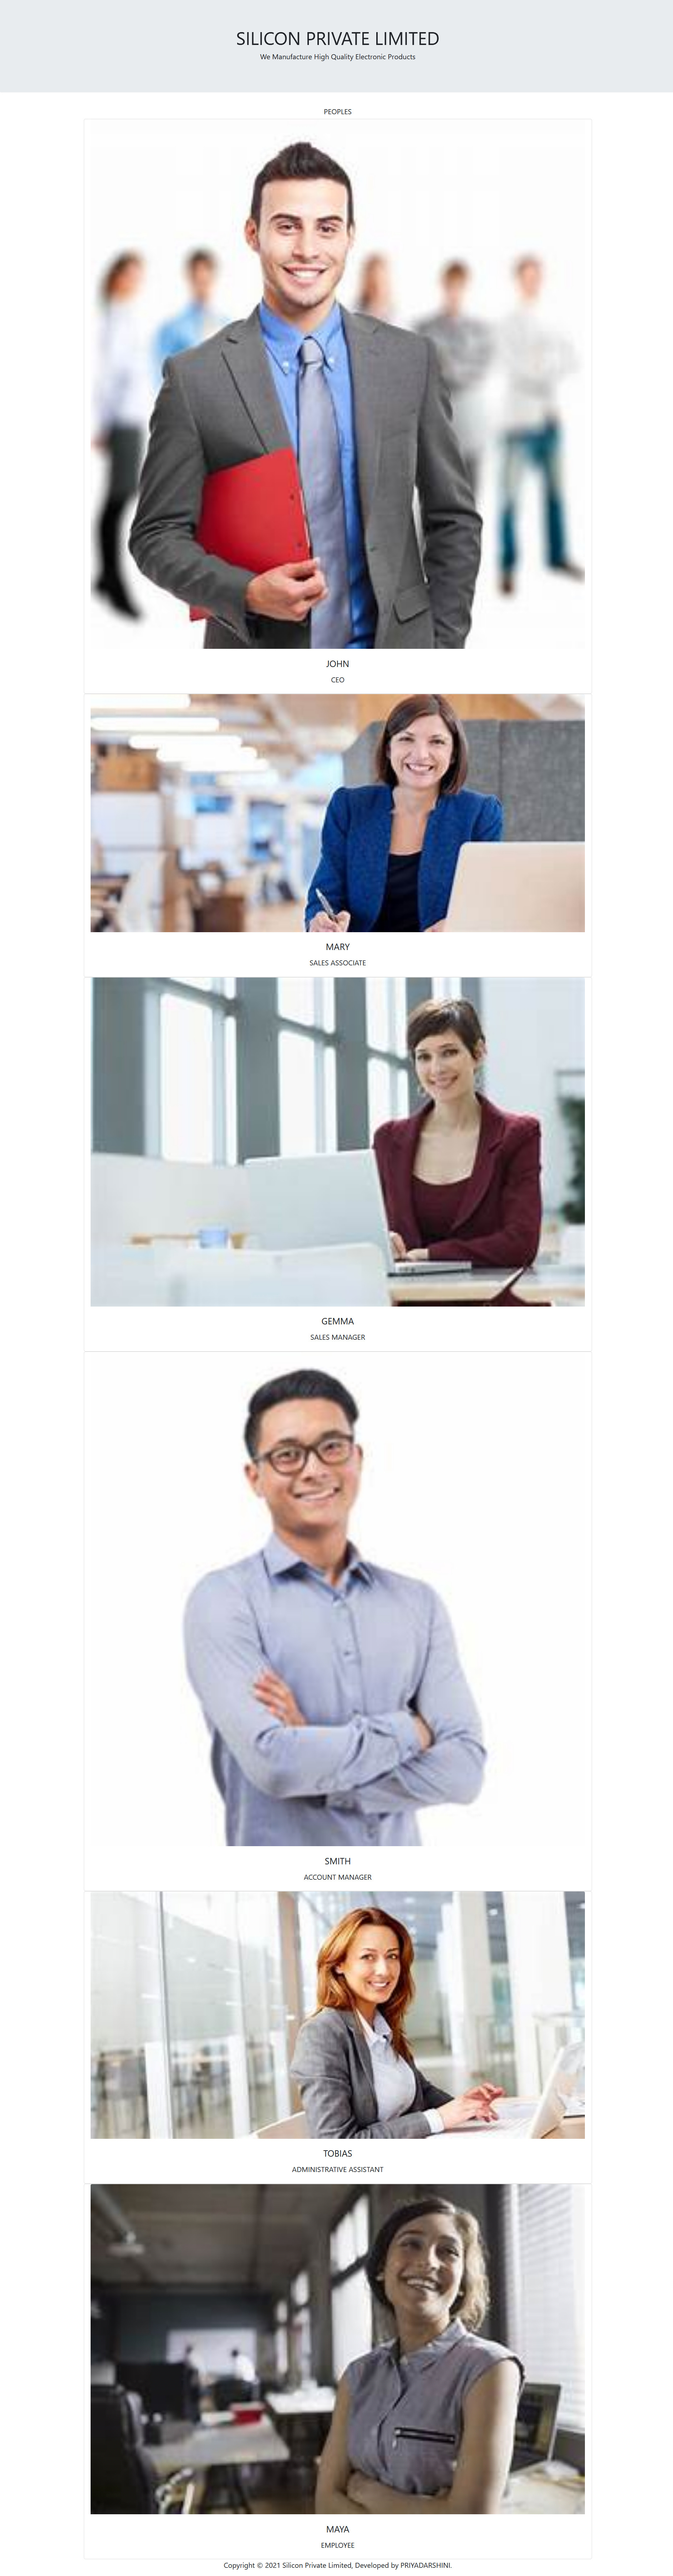 SILICON PRIVATE LIMITED
We Manufacture High Quality Electronic Products
PEOPLES
JOHN
CEO
MARY
SALES ASSOCIATE
GEMMA
SALES MANAGER
SMITH
ACCOUNT MANAGER
TOBIAS
ADMINISTRATIVE ASSISTANT
MAYA
EMPLOYEE
Copyright © 2021 Silicon Private Limited, Developed by PRIYADARSHINI.